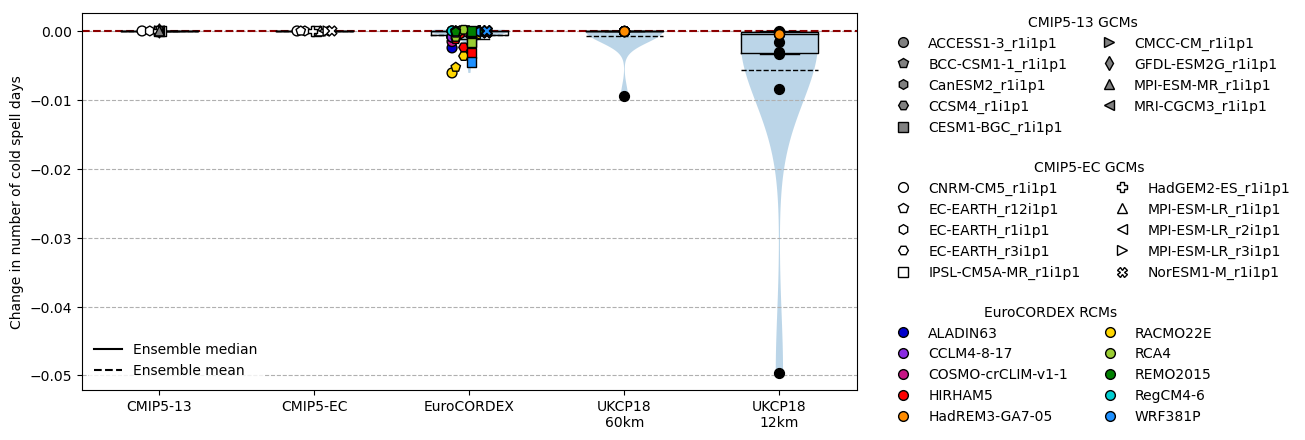 0.00
−0.01
−0.02
−0.03
−0.04
−0.05
Change in number of cold spell days
Ensemble median
Ensemble mean
CMIP5-13
CMIP5-EC
EuroCORDEX
UKCP18
60km
UKCP18
12km
CMIP5-13 GCMs
ACCESS1-3_r1i1p1
BCC-CSM1-1_r1i1p1
CanESM2_r1i1p1
CCSM4_r1i1p1
CESM1-BGC_r1i1p1
CMCC-CM_r1i1p1
GFDL-ESM2G_r1i1p1
MPI-ESM-MR_r1i1p1
MRI-CGCM3_r1i1p1
CMIP5-EC GCMs
CNRM-CM5_r1i1p1
EC-EARTH_r12i1p1
EC-EARTH_r1i1p1
EC-EARTH_r3i1p1
IPSL-CM5A-MR_r1i1p1
HadGEM2-ES_r1i1p1
MPI-ESM-LR_r1i1p1
MPI-ESM-LR_r2i1p1
MPI-ESM-LR_r3i1p1
NorESM1-M_r1i1p1
EuroCORDEX RCMs
ALADIN63
CCLM4-8-17
COSMO-crCLIM-v1-1
HIRHAM5
HadREM3-GA7-05
RACMO22E
RCA4
REMO2015
RegCM4-6
WRF381P